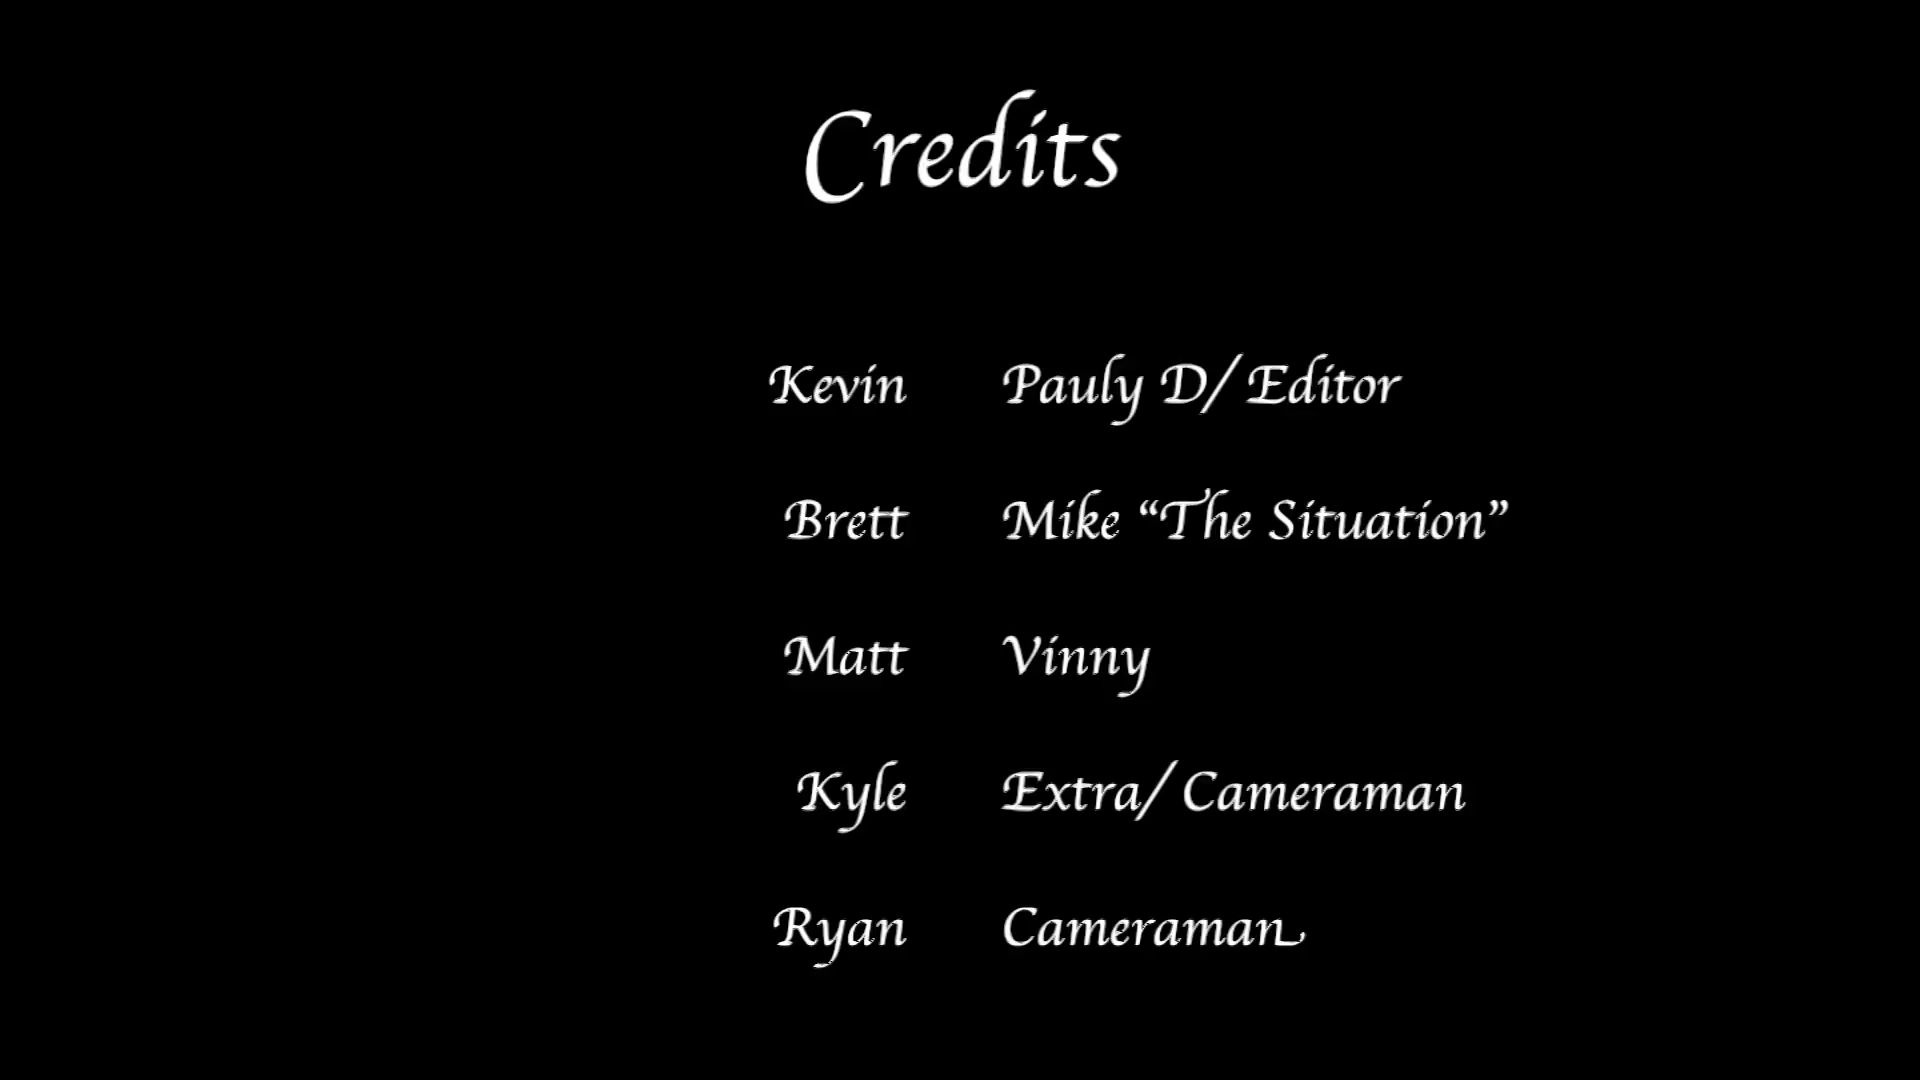 Credits
Kevin Pauly D/ Editor
Brett Mike “The Situation”
Matt Vinny
Kyle Extra/ Cameraman
Ryan Cameraman